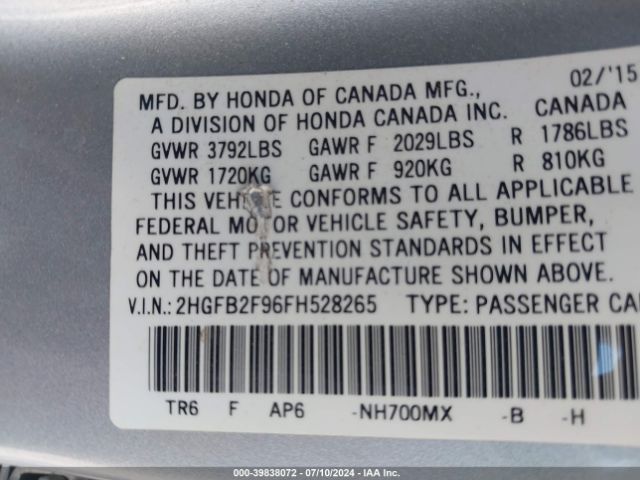 02/'15
MFD. BY HONDA OF CANADA MFG.,
A DIVISION OF HONDA CANADA INC. CANADA
GVWR 3792LBS GAWR F 2029LBS R 1786LBS
GVWR 1720KG GAWR F 920KG R 810KG
THIS VEHICLE CONFORMS TO ALL APPLICABLE
FEDERAL MOTOR VEHICLE SAFETY, BUMPER,
AND THEFT PREVENTION STANDARDS IN EFFECT
ON THE DATE OF MANUFACTURE SHOWN ABOVE.
V.I.N.: 2HGFB2F96FH528265 TYPE: PASSENGER CA
TR6 F AP6 -NH700MX -B -H
000-39838072 - 07/10/2024 - IAA Inc.